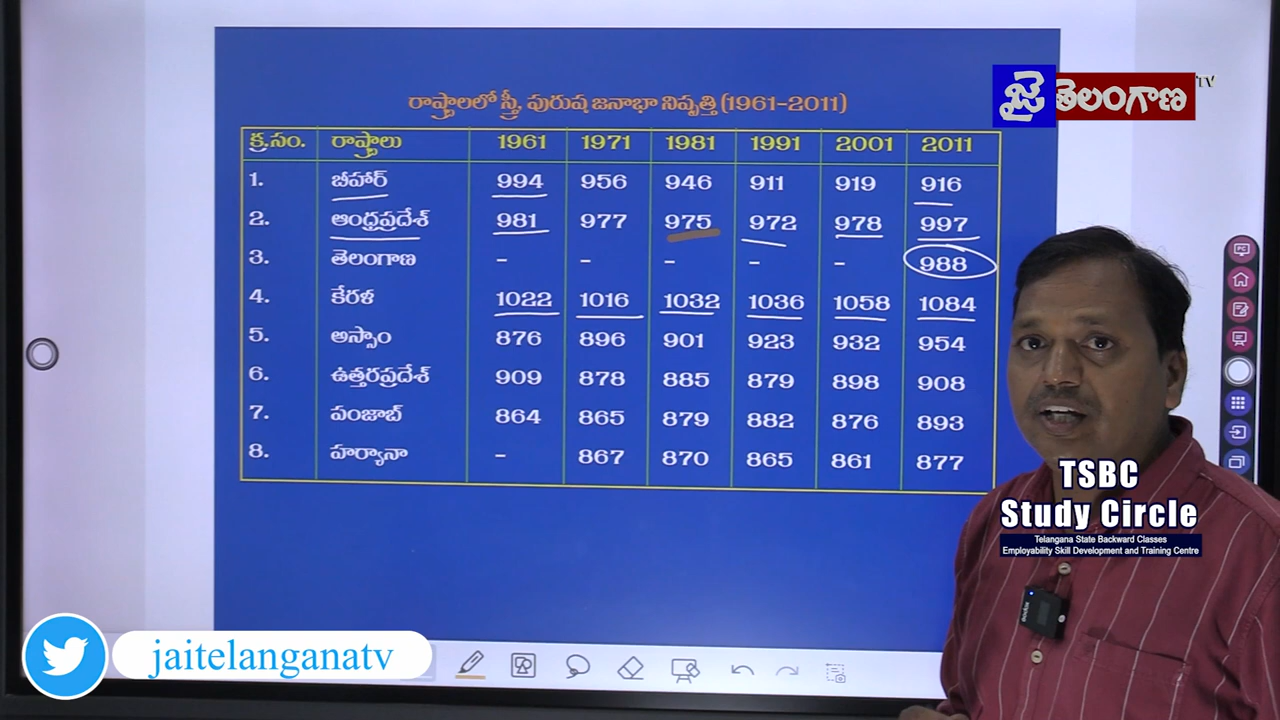 రాష్ట్రాలలో స్త్రీ, పురుష జనాభా నిష్పత్తి (1961-2011)
క్ర.సం. రాష్ట్రాలు 1961 1971 1981 1991 2001 2011
1. బీహార్ 994 956 946 911 919 916
2. ఆంధ్రప్రదేశ్ 981 977 975 972 978 997
3. తెలంగాణ - - - - - 988
4. కేరళ 1022 1016 1032 1036 1058 1084
5. అస్సాం 876 896 901 923 932 954
6. ఉత్తరప్రదేశ్ 909 878 885 879 898 908
7. పంజాబ్ 864 865 879 882 876 893
8. హర్యానా - 867 870 865 861 877
జై తెలంగాణ TV
TSBC
Study Circle
Telangana State Backward Classes
Employability Skill Development and Training Centre
jaitelanganatv